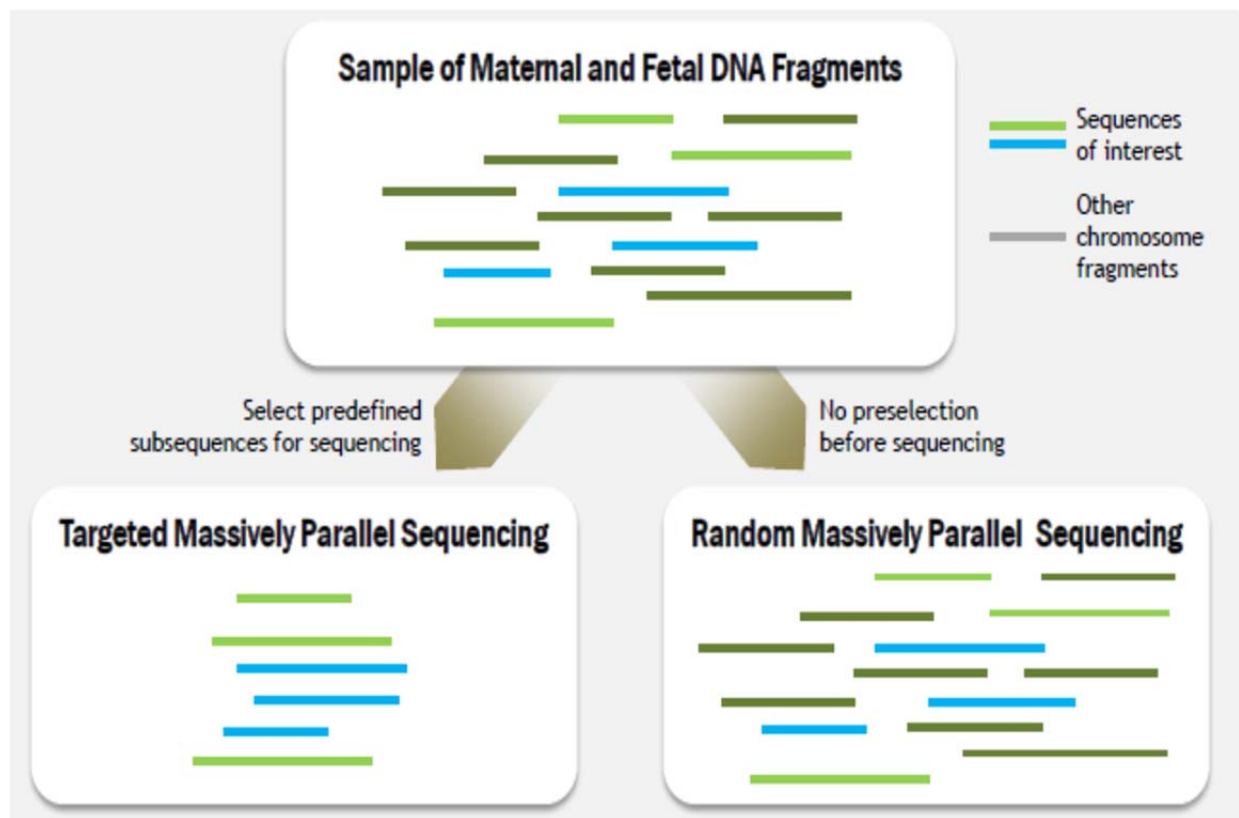 Sample of Maternal and Fetal DNA Fragments
Sequences
of interest
Other
chromosome
fragments
Select predefined
subsequences for sequencing
No preselection
before sequencing
Targeted Massively Parallel Sequencing
Random Massively Parallel Sequencing